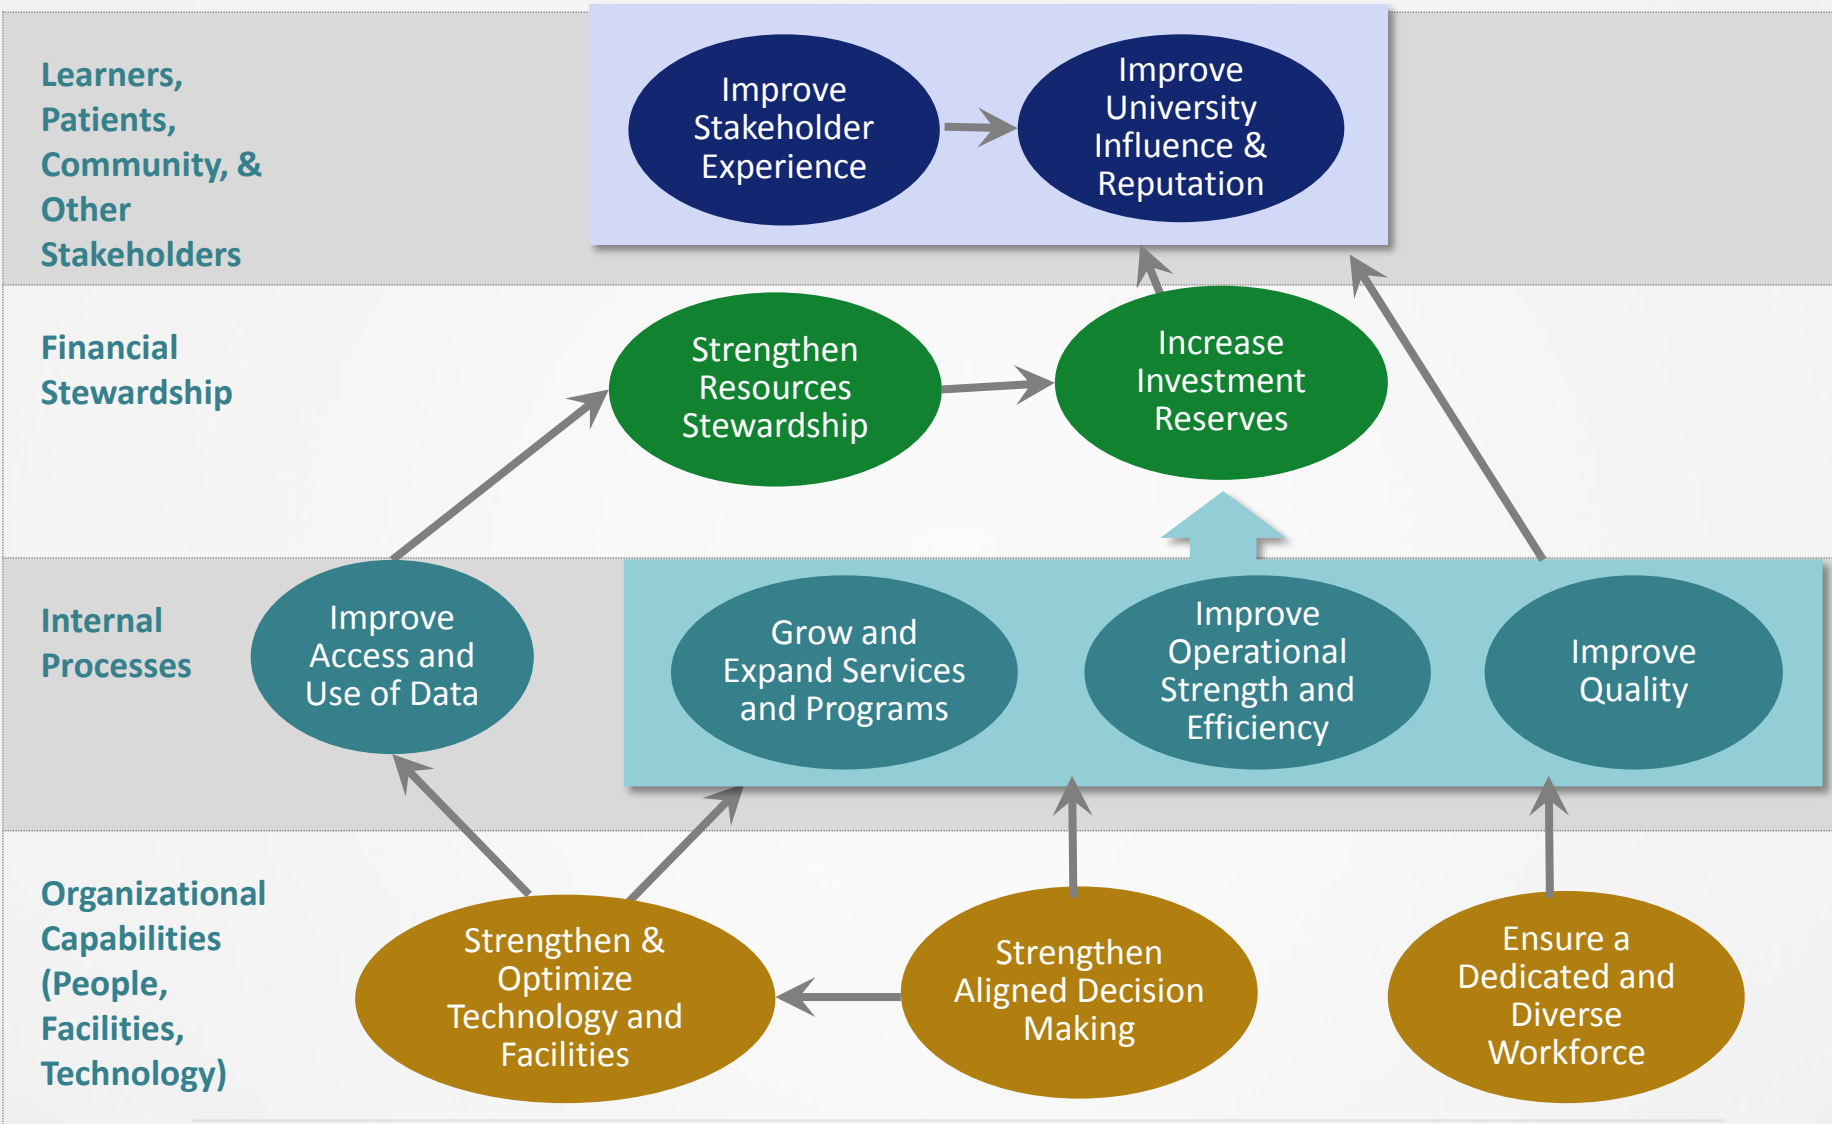 Learners,
Patients,
Community, &
Other
Stakeholders
Improve
Stakeholder
Experience
Improve
University
Influence &
Reputation
Financial
Stewardship
Strengthen
Resources
Stewardship
Increase
Investment
Reserves
Internal
Processes
Improve
Access and
Use of Data
Grow and
Expand Services
and Programs
Improve
Operational
Strength and
Efficiency
Improve
Quality
Organizational
Capabilities
(People,
Facilities,
Technology)
Strengthen &
Optimize
Technology and
Facilities
Strengthen
Aligned Decision
Making
Ensure a
Dedicated and
Diverse
Workforce